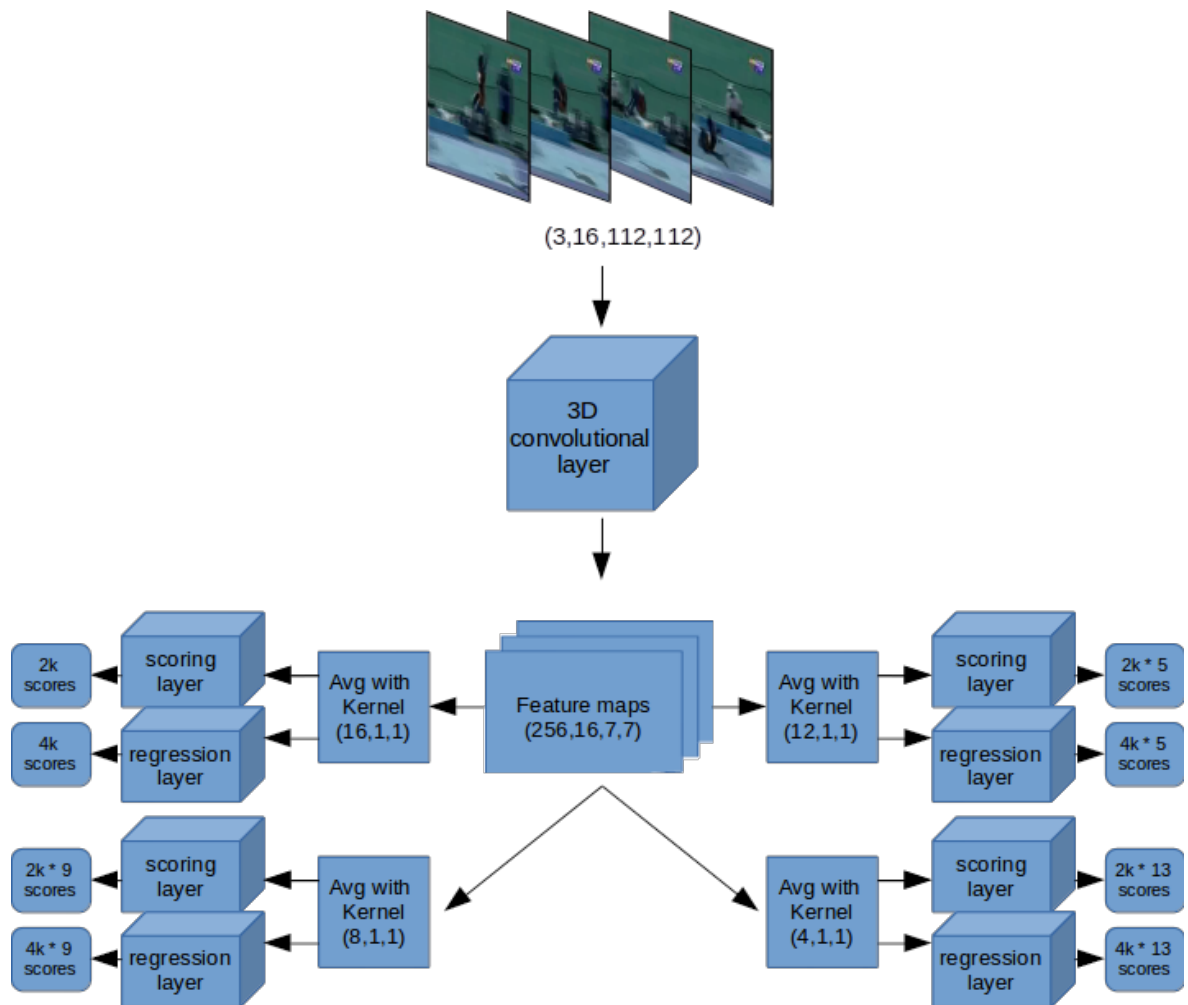 (3,16,112,112)
3D
convolutional
layer
2k
scores
scoring
layer
Avg with
Kernel
(16,1,1)
4k
scores
regression
layer
Feature maps
(256,16,7,7)
Avg with
Kernel
(12,1,1)
scoring
layer
2k * 5
scores
regression
layer
4k * 5
scores
2k * 9
scores
scoring
layer
Avg with
Kernel
(8,1,1)
4k * 9
scores
regression
layer
Avg with
Kernel
(4,1,1)
scoring
layer
2k * 13
scores
regression
layer
4k * 13
scores